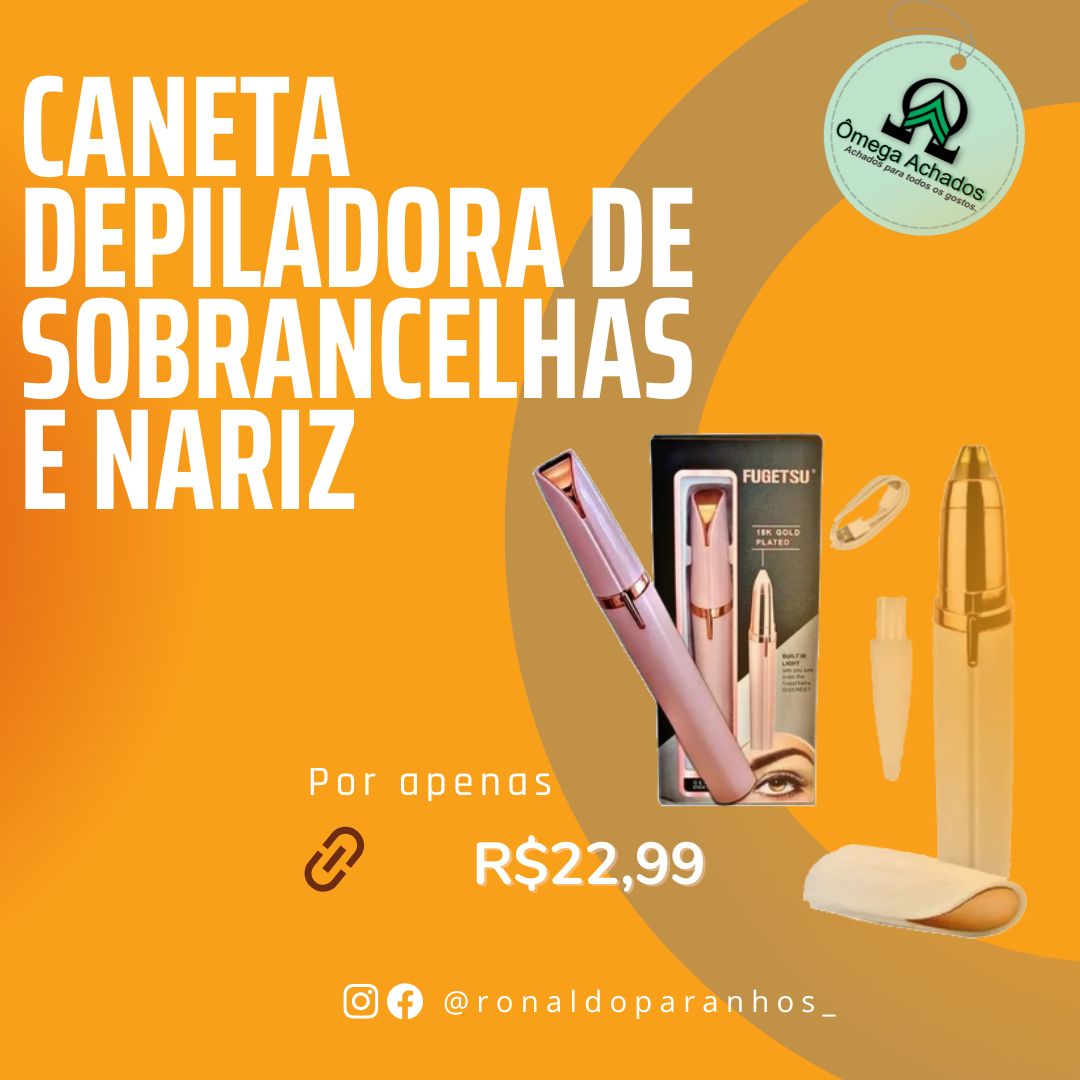 CANETA
DEPILADORA DE
SOBRANCELHAS
E NARIZ
Ômega Achados
Achados para todos os gostos.
FUGETSU
18K GOLD
PLATED
BUILT IN
LIGHT
DISCREET
Por apenas
R$22,99
@ronaldoparanhos_